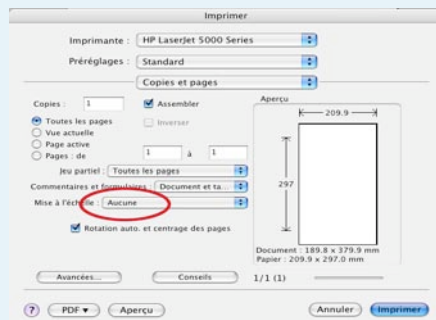 Imprimer
Imprimante : HP LaserJet 5000 Series
Préréglages : Standard
Copies et pages
Copies : 1 Assembler
Toutes les pages Inverser
Vue actuelle
Page active
Pages : de 1 à 1
Jeu partiel : Toutes les pages
Commentaires et formulaires : Document et ta...
Mise à l'échelle : Aucune
Rotation auto. et centrage des pages
Aperçu
209.9
297
Document : 189.8 x 379.9 mm
Papier : 209.9 x 297.0 mm
Avancées... Conseils 1/1 (1)
? PDF ▾ Aperçu Annuler Imprimer